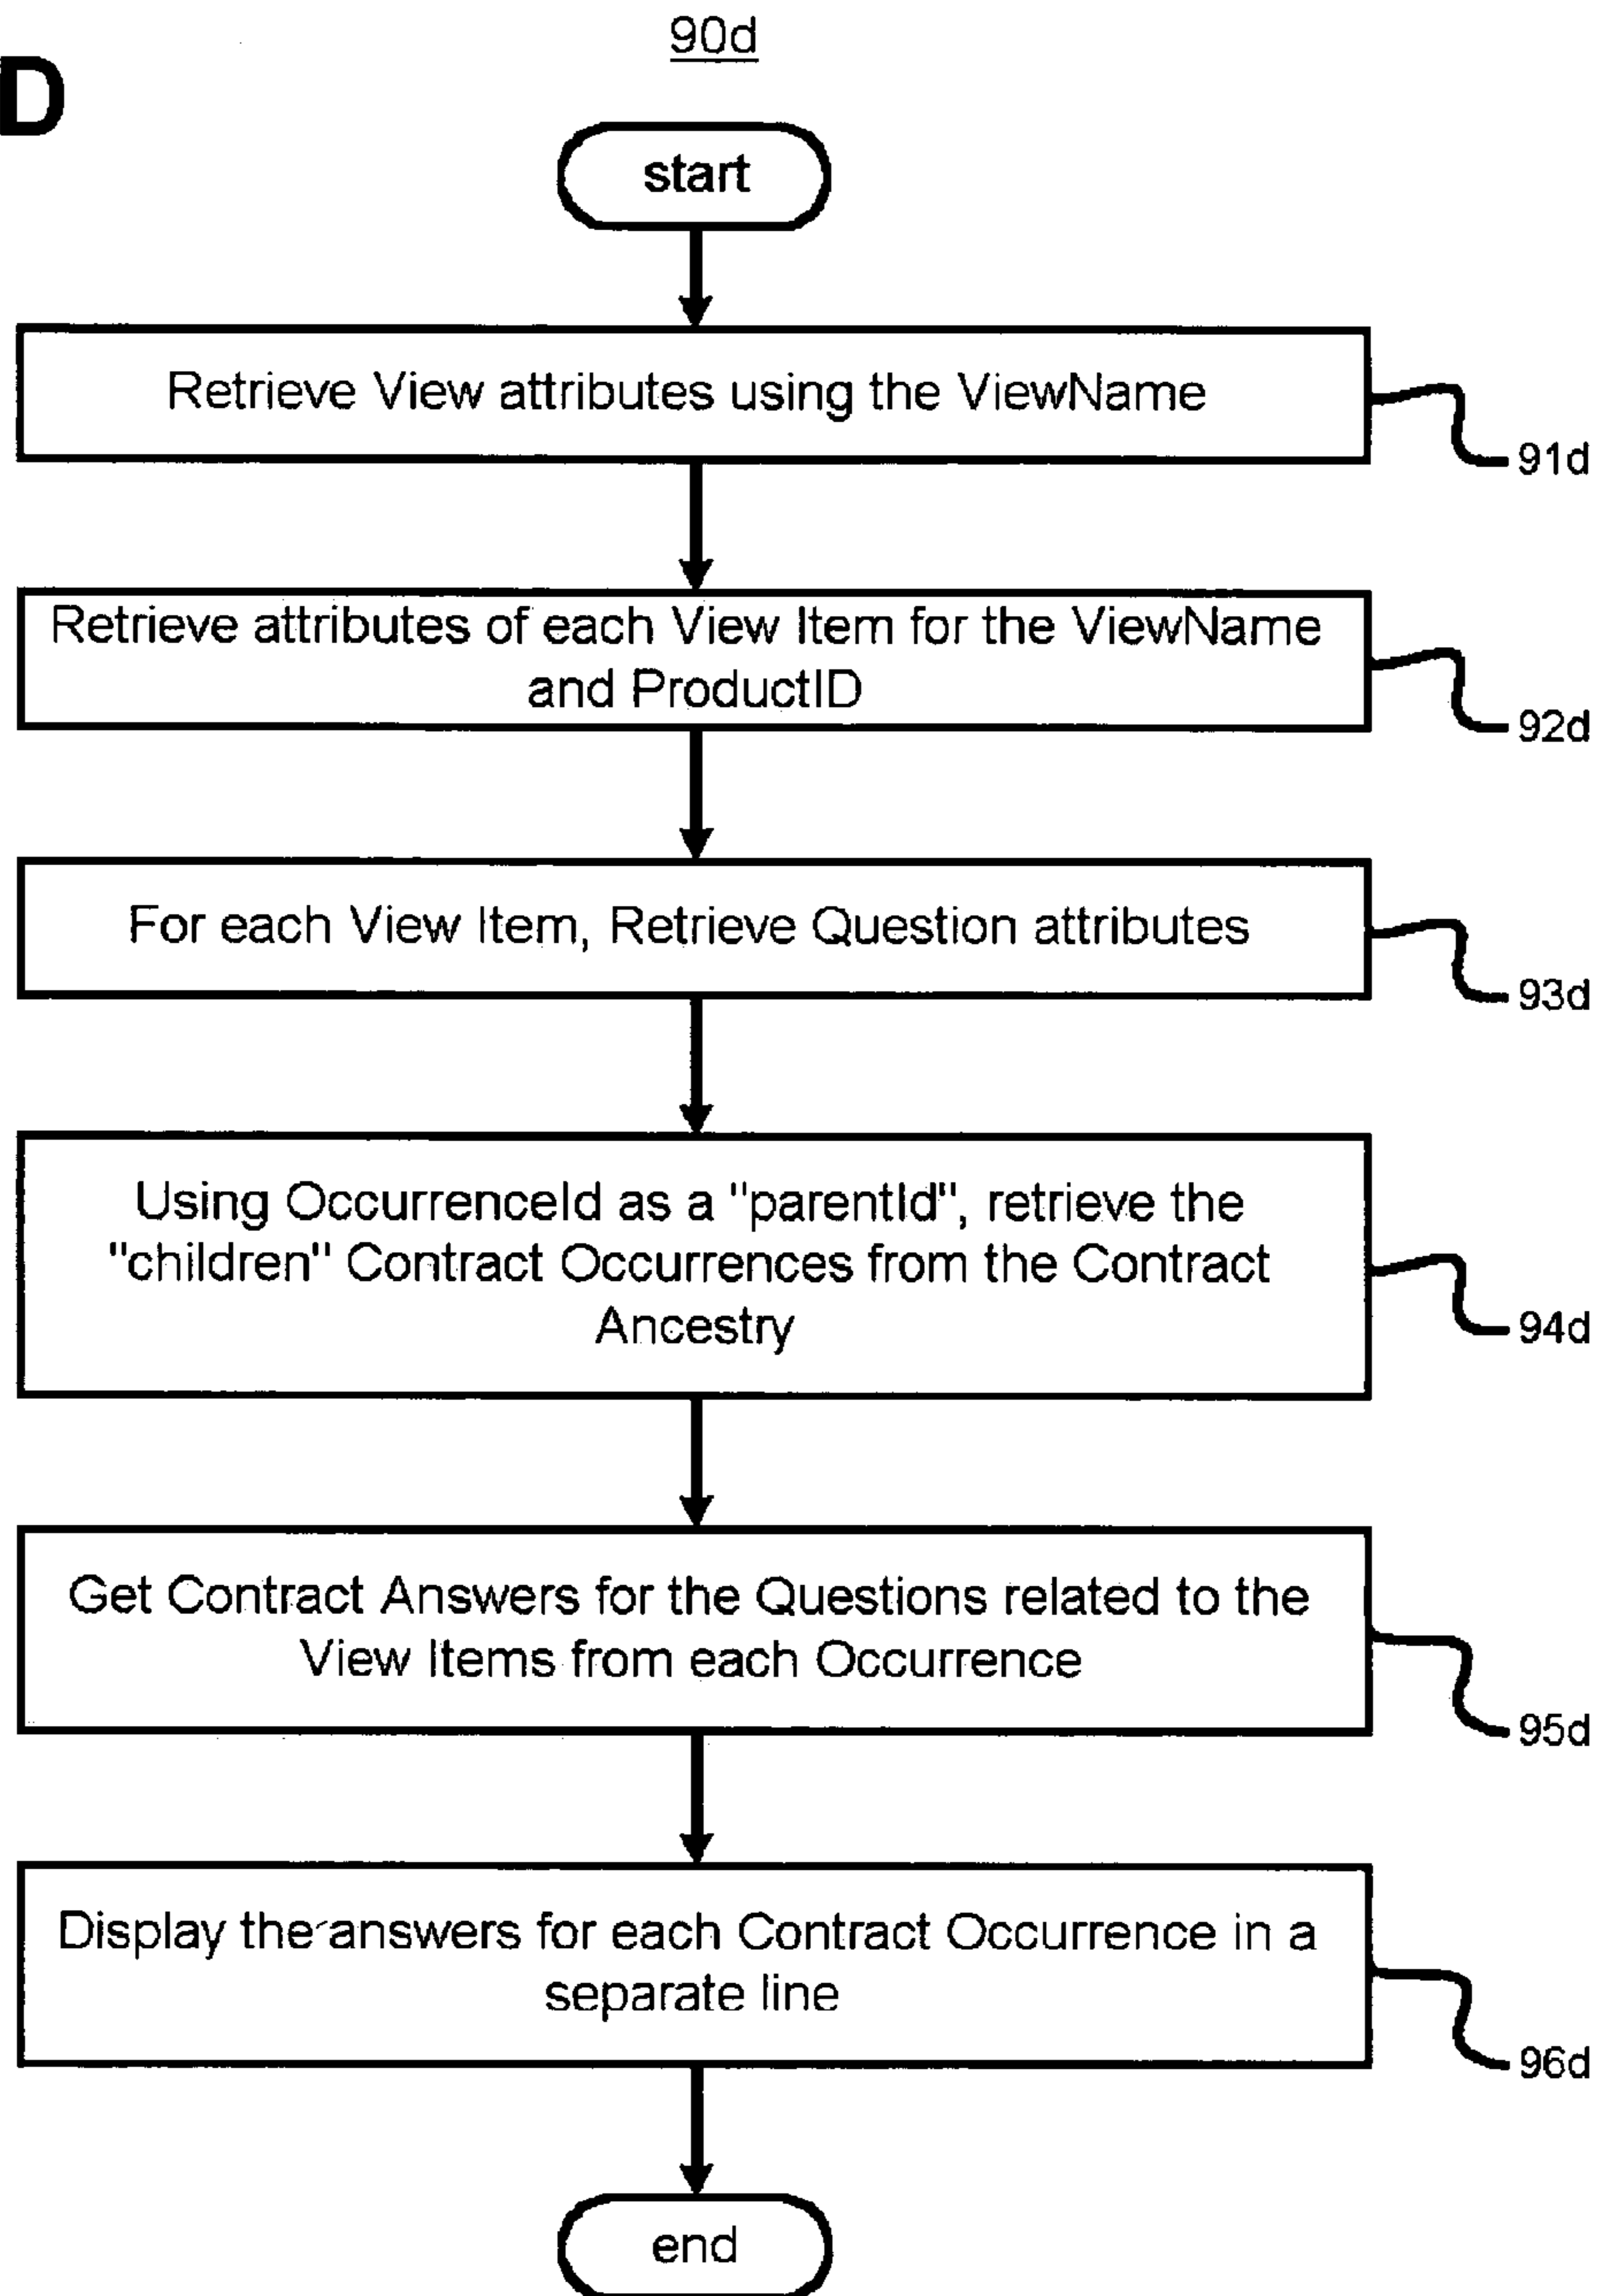 90d
D
start
Retrieve View attributes using the ViewName
91d
Retrieve attributes of each View Item for the ViewName
and ProductID
92d
For each View Item, Retrieve Question attributes
93d
Using OccurrenceId as a "parentId", retrieve the
"children" Contract Occurrences from the Contract
Ancestry
94d
Get Contract Answers for the Questions related to the
View Items from each Occurrence
95d
Display the answers for each Contract Occurrence in a
separate line
96d
end